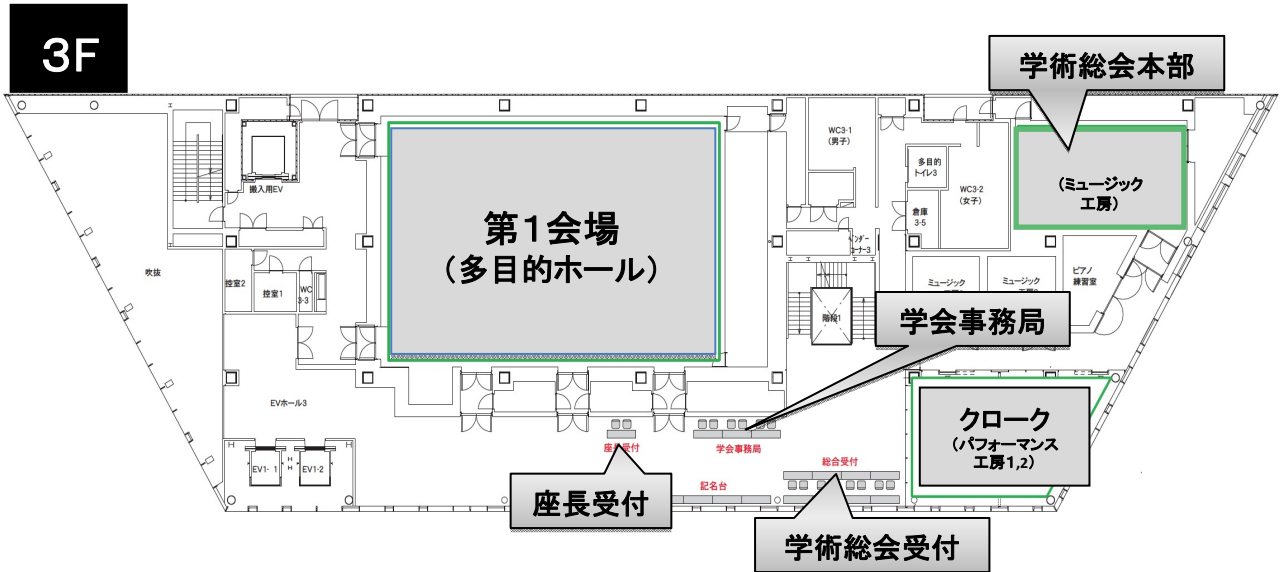 3F
学術総会本部
WC3-1
(男子)
多目的
トイレ3
WC3-2
(女子)
倉庫
3-5
(ミュージック
工房)
搬入用EV
第1会場
(多目的ホール)
ベンダー
コーナー3
吹抜
控室2
控室1
WC
3-3
ミュージック
ミュージック
ピアノ
練習室
階段1
学会事務局
EVホール3
クローク
(パフォーマンス
工房1,2)
学会事務局
総合受付
EV1-1
EV1-2
記名台
座長受付
学術総会受付